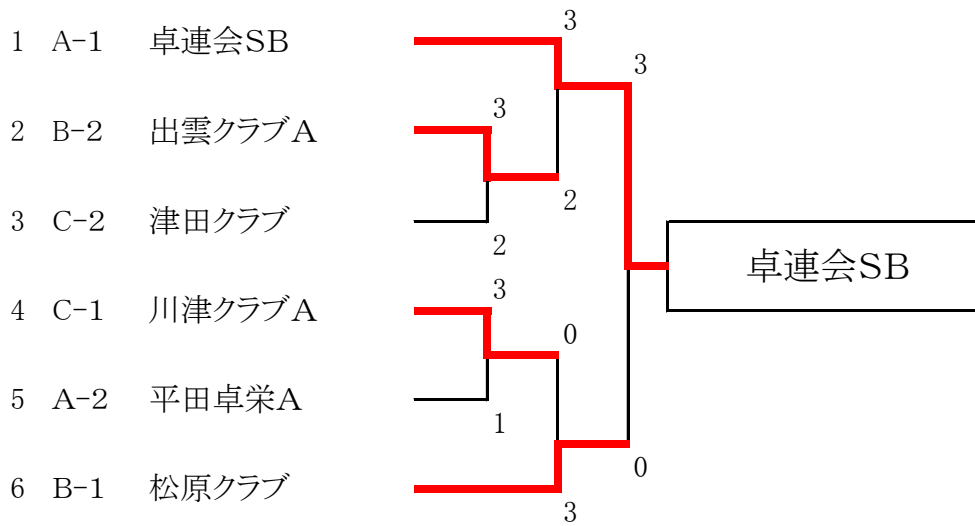 3
1 A-1 卓連会SB
3
3
2 B-2 出雲クラブA
2
3 C-2 津田クラブ
2
卓連会SB
3
4 C-1 川津クラブA
0
5 A-2 平田卓栄A
1
0
6 B-1 松原クラブ
3